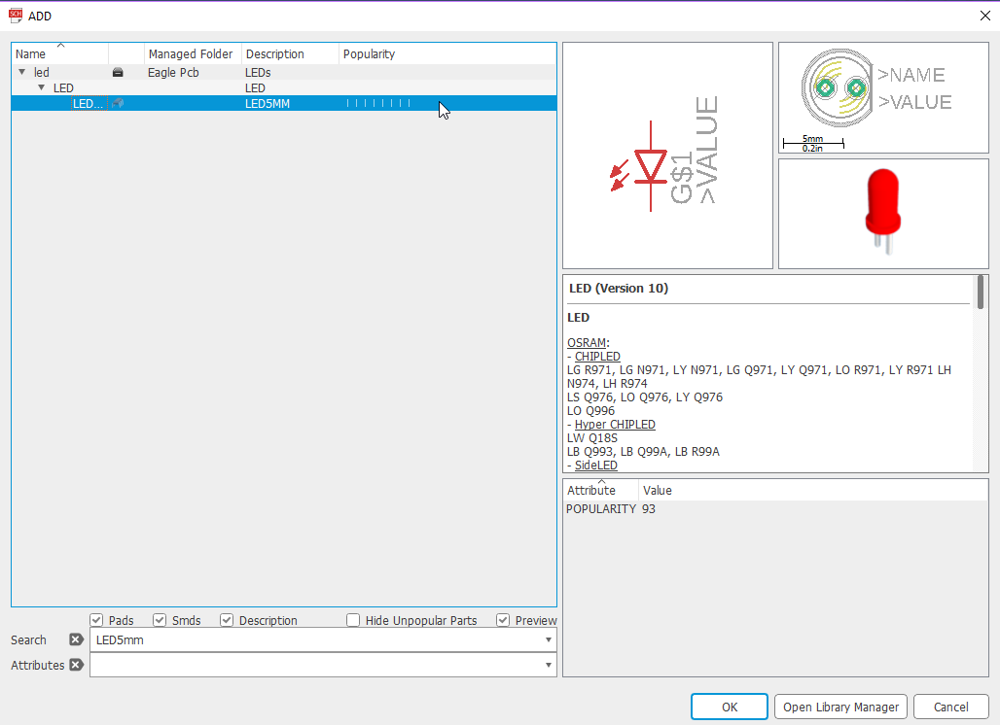 SCH ADD
Name Managed Folder Description Popularity
led Eagle Pcb LEDs
LED LED
LED... LED5MM
G$1
>VALUE
>NAME
>VALUE
5mm
0.2in
LED (Version 10)
LED
OSRAM:
- CHIPLED
LG R971, LG N971, LY N971, LG Q971, LY Q971, LO R971, LY R971 LH
N974, LH R974
LS Q976, LO Q976, LY Q976
LO Q996
- Hyper CHIPLED
LW Q18S
LB Q993, LB Q99A, LB R99A
- SideLED
Attribute Value
POPULARITY 93
Pads Smds Description Hide Unpopular Parts Preview
Search LED5mm
Attributes
OK Open Library Manager Cancel